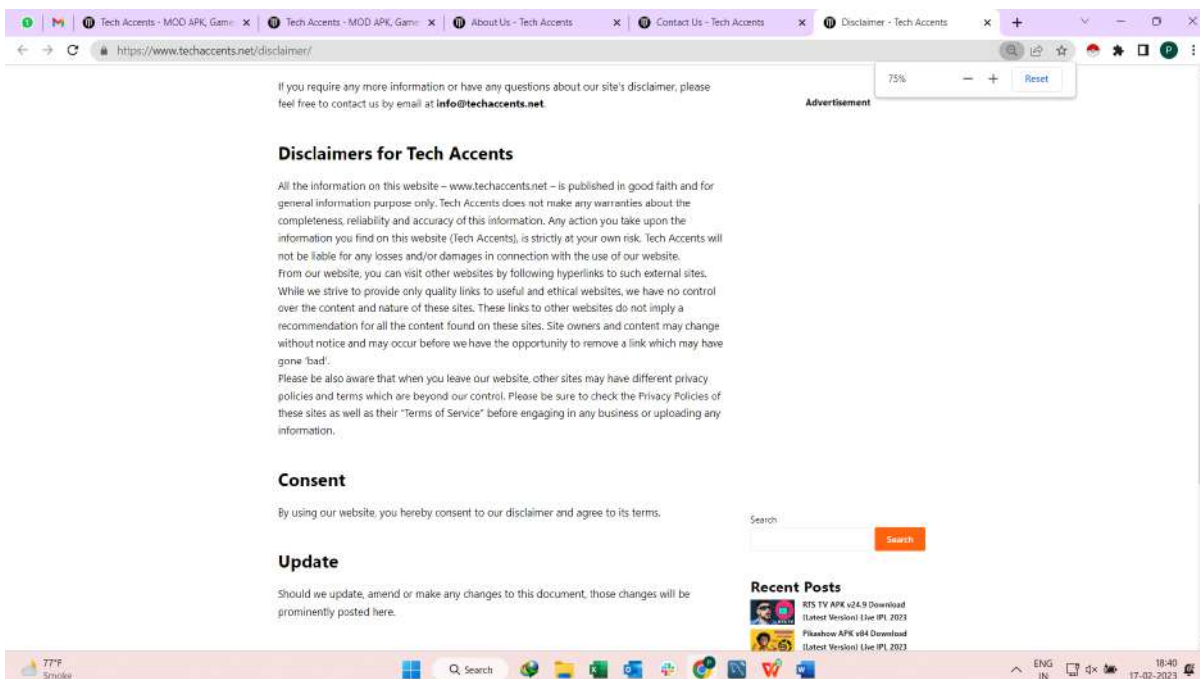 Tech Accents - MOD APK, Game
Tech Accents - MOD APK, Game
About Us - Tech Accents
Contact Us - Tech Accents
Disclaimer - Tech Accents
https://www.techaccents.net/disclaimer/
P
75%
Reset
If you require any more information or have any questions about our site's disclaimer, please
feel free to contact us by email at info@techaccents.net.
Advertisement
Disclaimers for Tech Accents
All the information on this website – www.techaccents.net – is published in good faith and for
general information purpose only. Tech Accents does not make any warranties about the
completeness, reliability and accuracy of this information. Any action you take upon the
information you find on this website (Tech Accents), is strictly at your own risk. Tech Accents will
not be liable for any losses and/or damages in connection with the use of our website.
From our website, you can visit other websites by following hyperlinks to such external sites.
While we strive to provide only quality links to useful and ethical websites, we have no control
over the content and nature of these sites. These links to other websites do not imply a
recommendation for all the content found on these sites. Site owners and content may change
without notice and may occur before we have the opportunity to remove a link which may have
gone 'bad'.
Please be also aware that when you leave our website, other sites may have different privacy
policies and terms which are beyond our control. Please be sure to check the Privacy Policies of
these sites as well as their "Terms of Service" before engaging in any business or uploading any
information.
Consent
By using our website, you hereby consent to our disclaimer and agree to its terms.
Update
Should we update, amend or make any changes to this document, those changes will be
prominently posted here.
Search
Search
Recent Posts
RTS TV APK v24.9 Download
(Latest Version) Live IPL 2023
Pikashow APK v84 Download
(Latest Version) Live IPL 2023
77°F
Smoke
Search
ENG
IN
18:40
17-02-2023